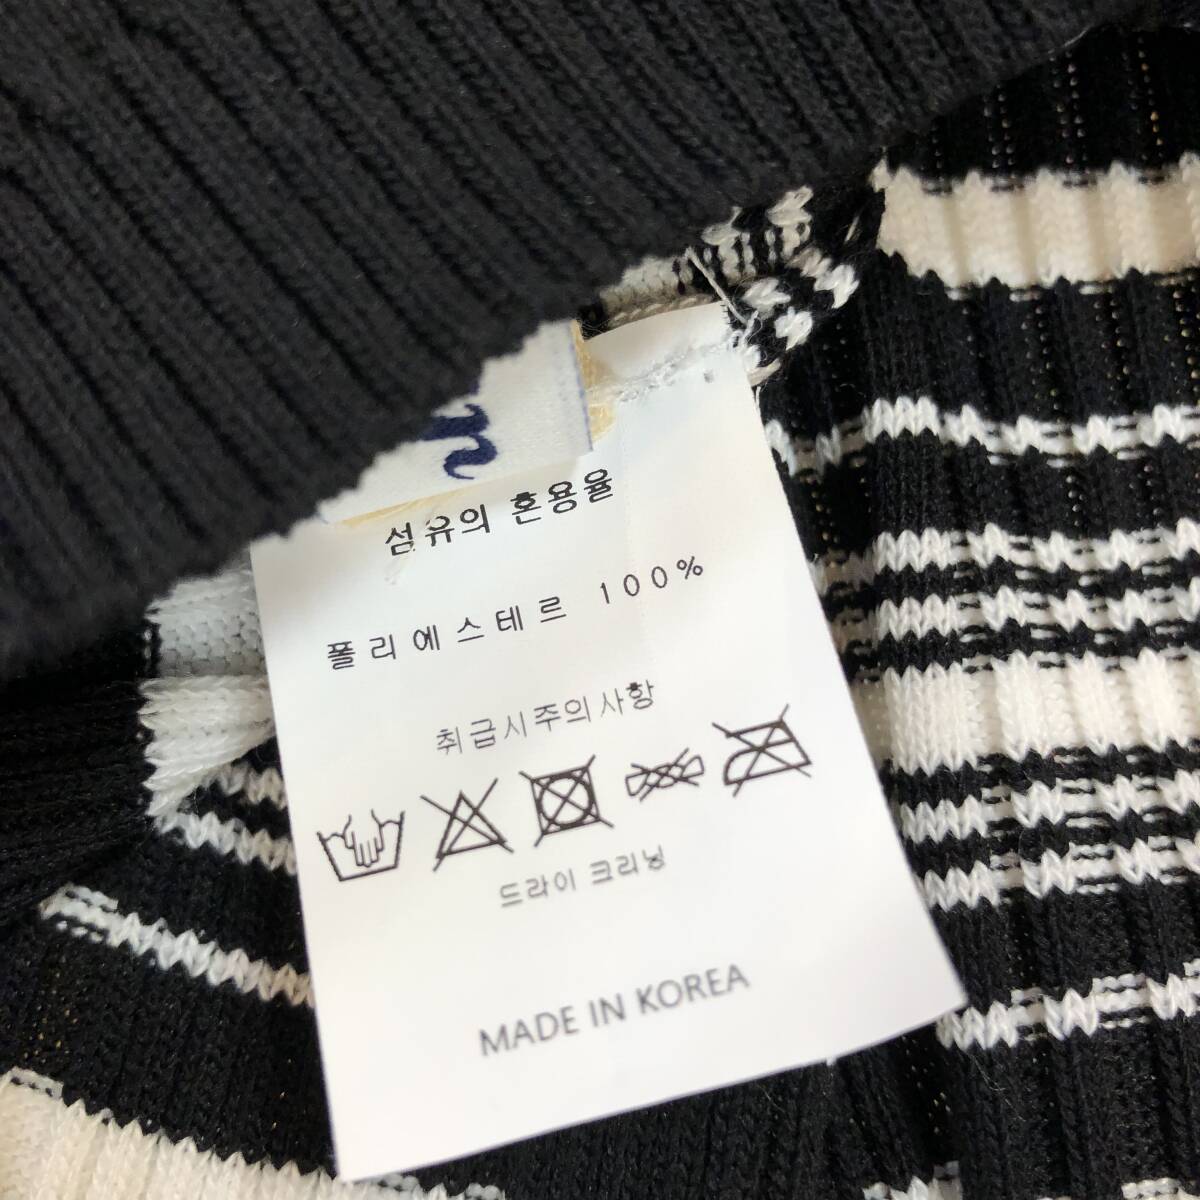 섬유의 혼용율
폴리에스테르 100%
취급시주의사항
드라이 크리닝
MADE IN KOREA